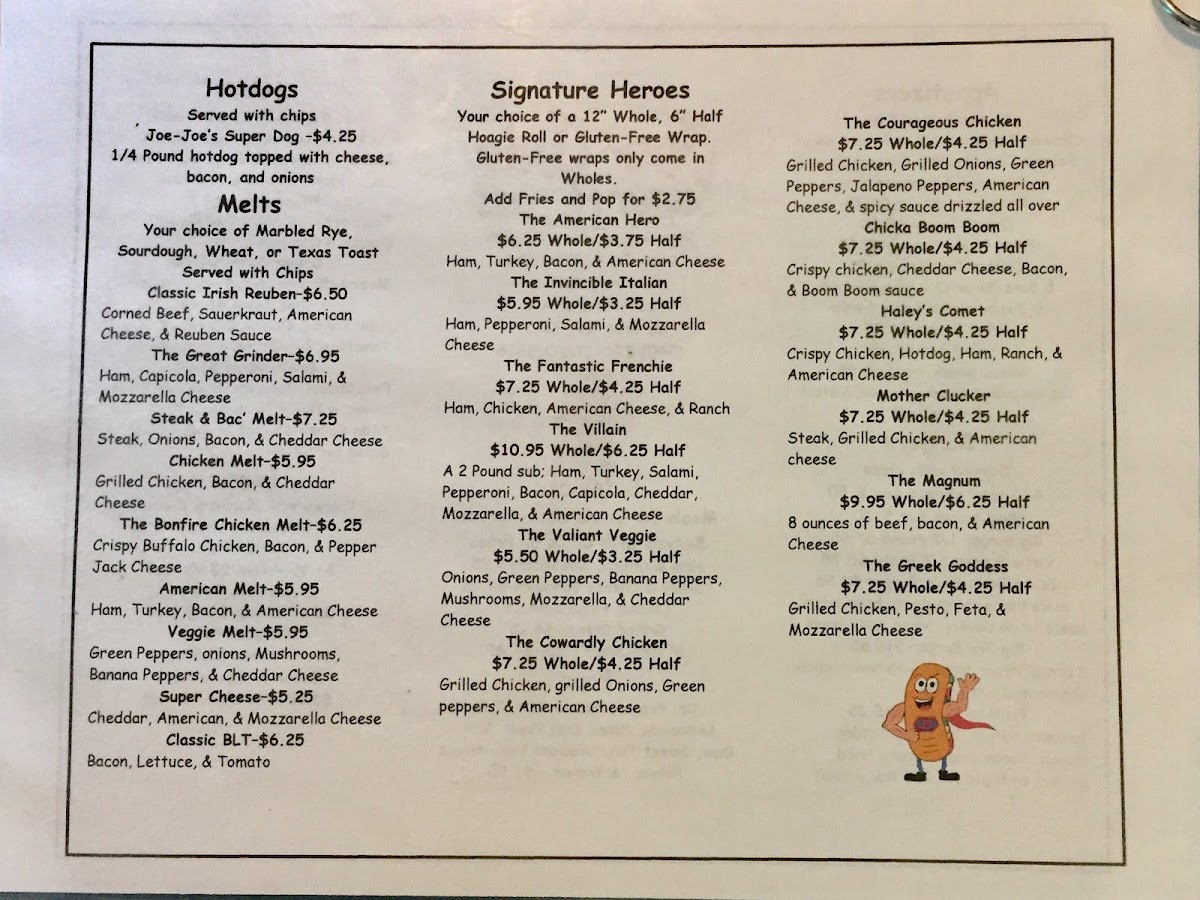 Hotdogs
Served with chips
Joe-Joe's Super Dog -$4.25
1/4 Pound hotdog topped with cheese,
bacon, and onions
Melts
Your choice of Marbled Rye,
Sourdough, Wheat, or Texas Toast
Served with Chips
Classic Irish Reuben-$6.50
Corned Beef, Sauerkraut, American
Cheese, & Reuben Sauce
The Great Grinder-$6.95
Ham, Capicola, Pepperoni, Salami, &
Mozzarella Cheese
Steak & Bac' Melt-$7.25
Steak, Onions, Bacon, & Cheddar Cheese
Chicken Melt-$5.95
Grilled Chicken, Bacon, & Cheddar
Cheese
The Bonfire Chicken Melt-$6.25
Crispy Buffalo Chicken, Bacon, & Pepper
Jack Cheese
American Melt-$5.95
Ham, Turkey, Bacon, & American Cheese
Veggie Melt-$5.95
Green Peppers, onions, Mushrooms,
Banana Peppers, & Cheddar Cheese
Super Cheese-$5.25
Cheddar, American, & Mozzarella Cheese
Classic BLT-$6.25
Bacon, Lettuce, & Tomato
Signature Heroes
Your choice of a 12" Whole, 6" Half
Hoagie Roll or Gluten-Free Wrap.
Gluten-Free wraps only come in
Wholes.
Add Fries and Pop for $2.75
The American Hero
$6.25 Whole/$3.75 Half
Ham, Turkey, Bacon, & American Cheese
The Invincible Italian
$5.95 Whole/$3.25 Half
Ham, Pepperoni, Salami, & Mozzarella
Cheese
The Fantastic Frenchie
$7.25 Whole/$4.25 Half
Ham, Chicken, American Cheese, & Ranch
The Villain
$10.95 Whole/$6.25 Half
A 2 Pound sub; Ham, Turkey, Salami,
Pepperoni, Bacon, Capicola, Cheddar,
Mozzarella, & American Cheese
The Valiant Veggie
$5.50 Whole/$3.25 Half
Onions, Green Peppers, Banana Peppers,
Mushrooms, Mozzarella, & Cheddar
Cheese
The Cowardly Chicken
$7.25 Whole/$4.25 Half
Grilled Chicken, grilled Onions, Green
peppers, & American Cheese
The Courageous Chicken
$7.25 Whole/$4.25 Half
Grilled Chicken, Grilled Onions, Green
Peppers, Jalapeno Peppers, American
Cheese, & spicy sauce drizzled all over
Chicka Boom Boom
$7.25 Whole/$4.25 Half
Crispy chicken, Cheddar Cheese, Bacon,
& Boom Boom sauce
Haley's Comet
$7.25 Whole/$4.25 Half
Crispy Chicken, Hotdog, Ham, Ranch, &
American Cheese
Mother Clucker
$7.25 Whole/$4.25 Half
Steak, Grilled Chicken, & American
cheese
The Magnum
$9.95 Whole/$6.25 Half
8 ounces of beef, bacon, & American
Cheese
The Greek Goddess
$7.25 Whole/$4.25 Half
Grilled Chicken, Pesto, Feta, &
Mozzarella Cheese